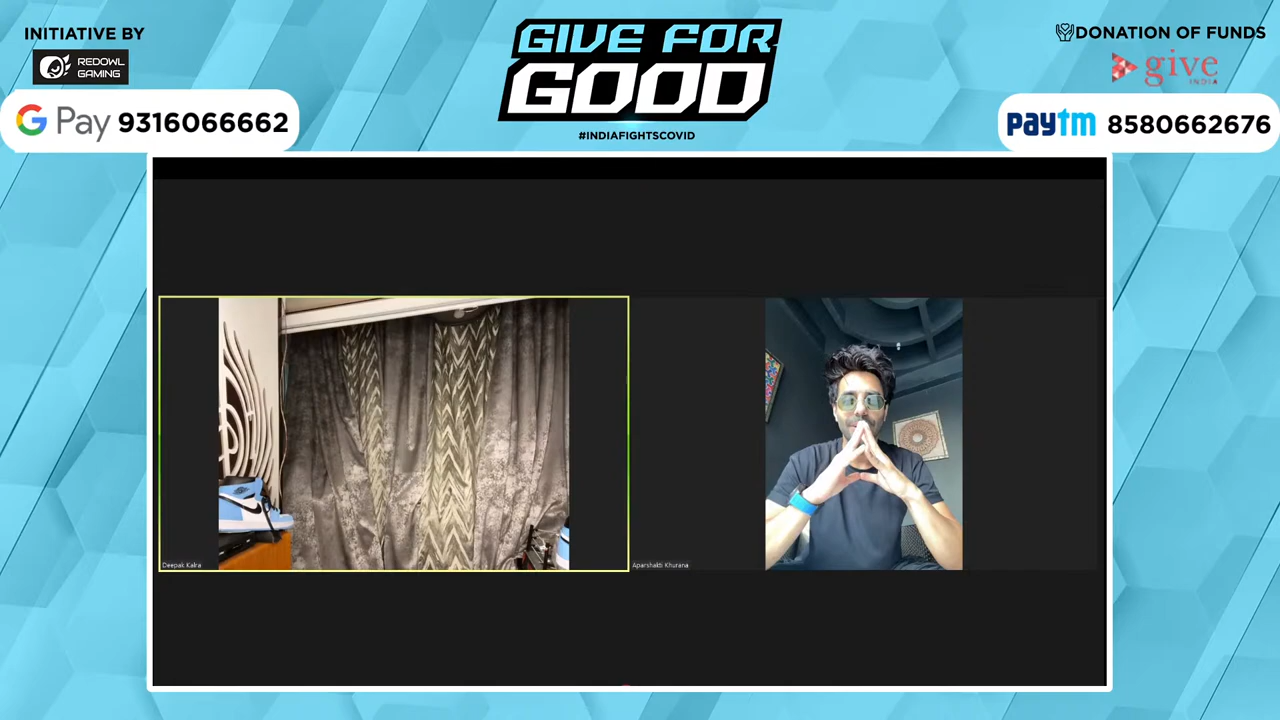 INITIATIVE BY
REDOWL
GAMING
G Pay 9316066662
GIVE FOR
GOOD
#INDIAFIGHTSCOVID
DONATION OF FUNDS
give
INDIA
paytm 8580662676
Deepak Kalra
Aparshakti Khurana